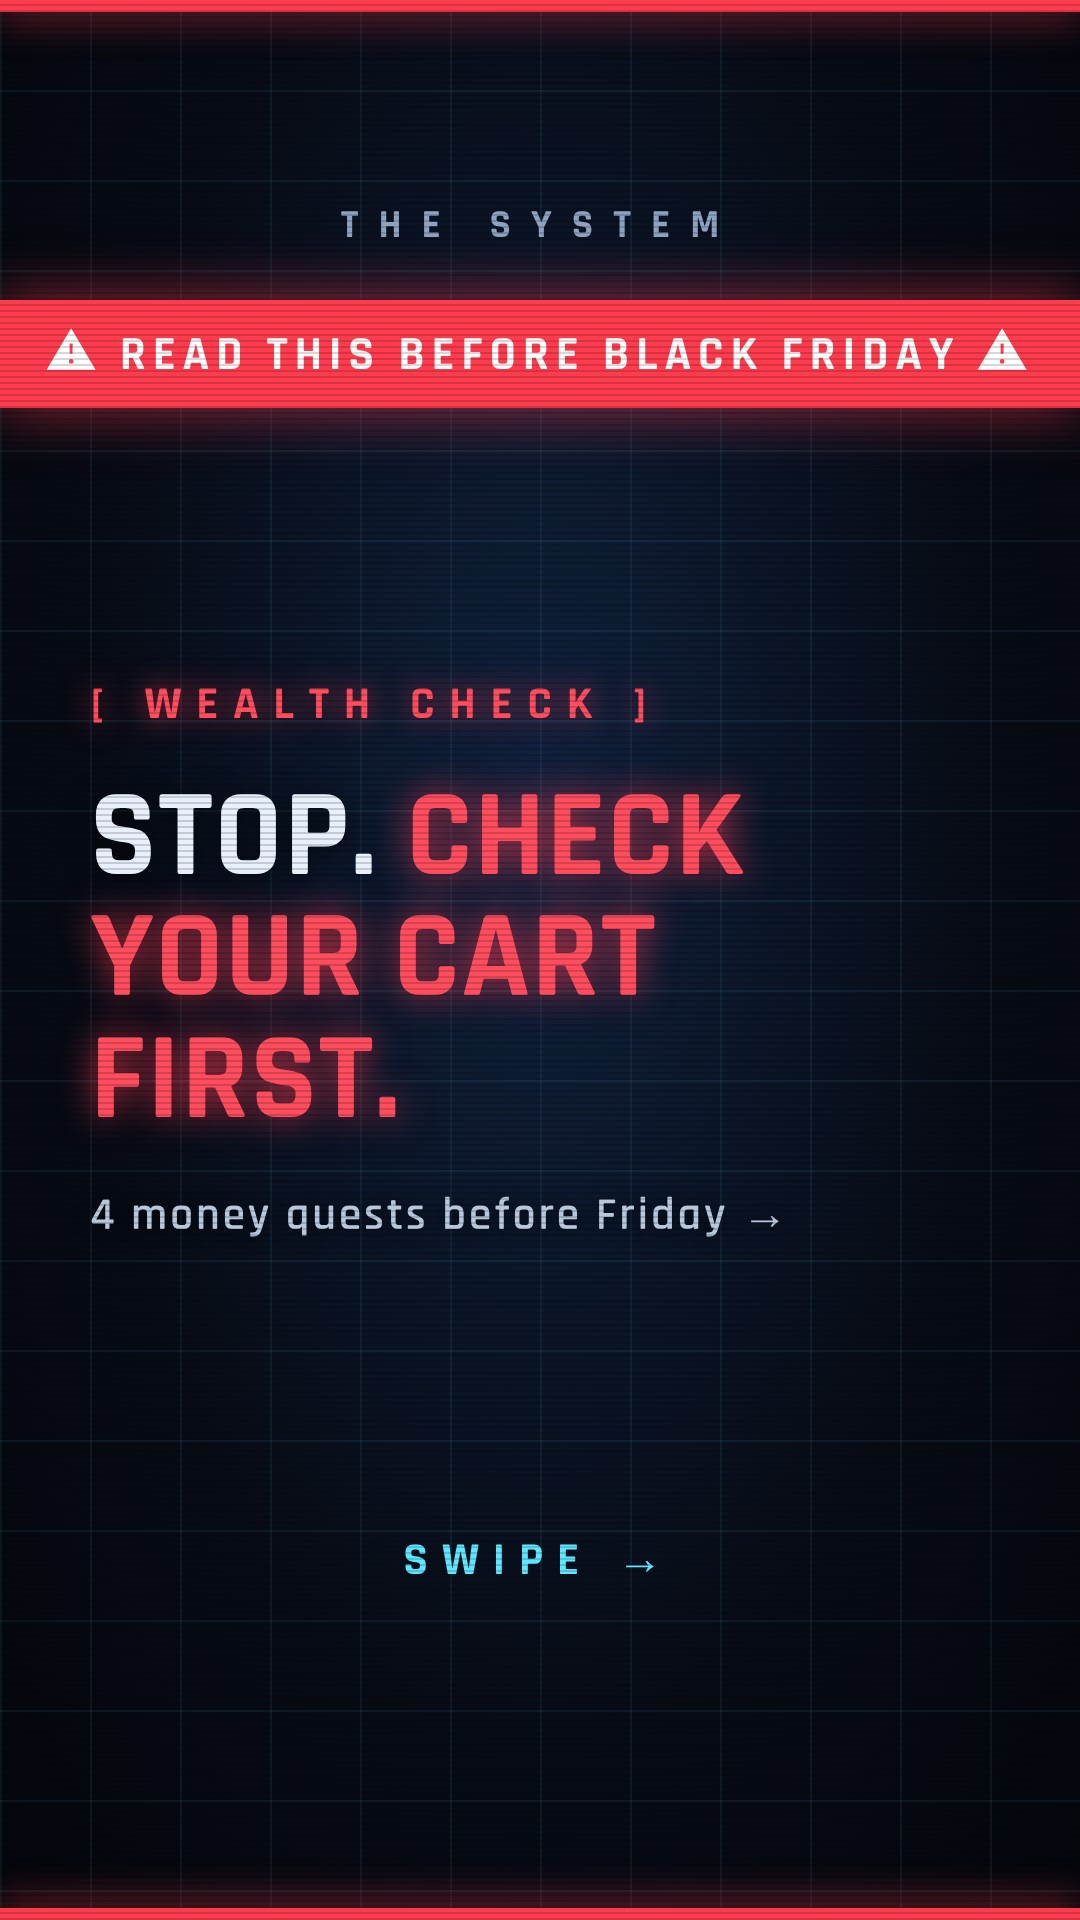 THE SYSTEM
⚠ READ THIS BEFORE BLACK FRIDAY ⚠
[ WEALTH CHECK ]
STOP. CHECK
YOUR CART
FIRST.
4 money quests before Friday →
SWIPE →